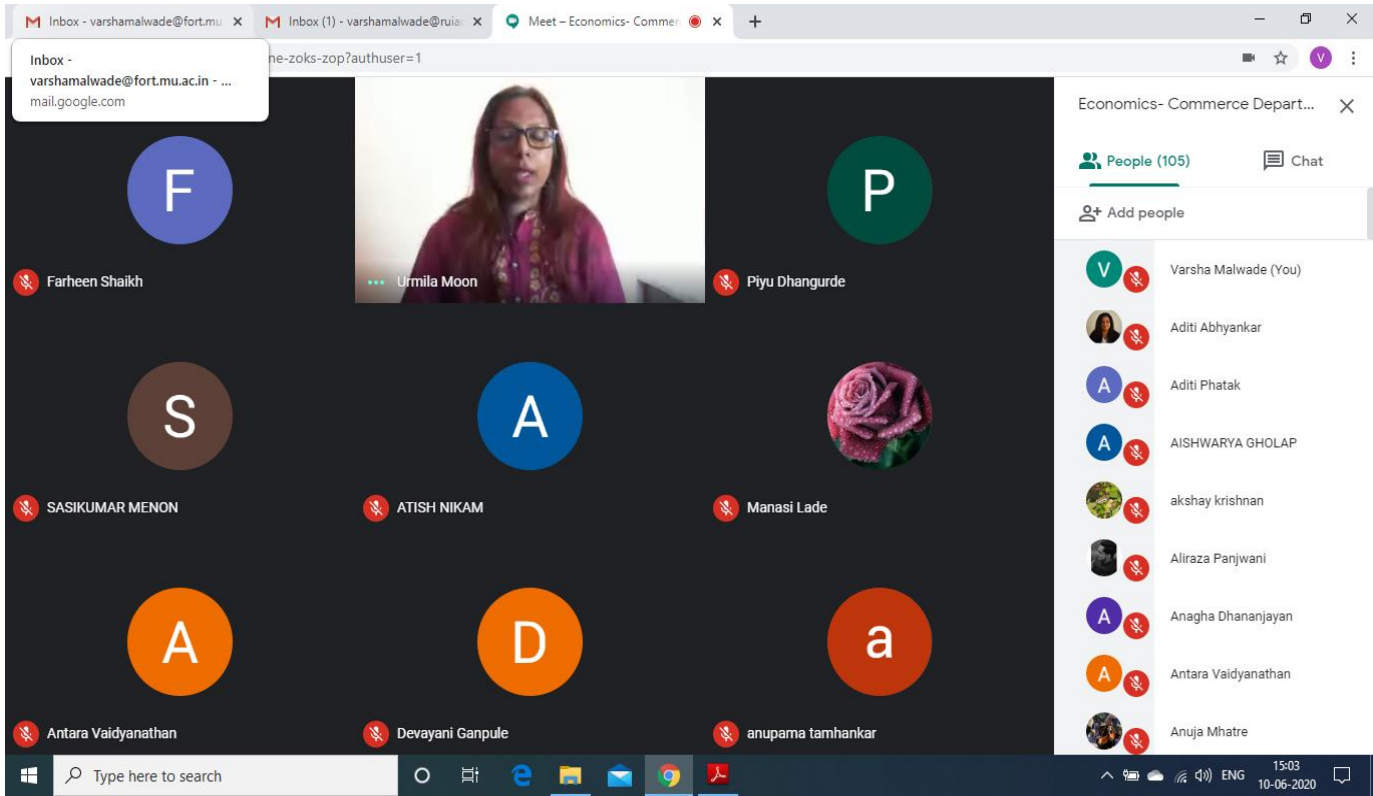 Inbox - varshamalwade@fort.mu
Inbox (1) - varshamalwade@ruia
Meet – Economics- Commer
Inbox -
varshamalwade@fort.mu.ac.in - ...
mail.google.com
ne-zoks-zop?authuser=1
V
F
Farheen Shaikh
Urmila Moon
P
Piyu Dhangurde
S
SASIKUMAR MENON
A
ATISH NIKAM
Manasi Lade
A
Antara Vaidyanathan
D
Devayani Ganpule
a
anupama tamhankar
Economics- Commerce Depart...
People (105)
Chat
Add people
V
Varsha Malwade (You)
Aditi Abhyankar
A
Aditi Phatak
A
AISHWARYA GHOLAP
akshay krishnan
Aliraza Panjwani
A
Anagha Dhananjayan
A
Antara Vaidyanathan
Anuja Mhatre
Type here to search
ENG
15:03
10-06-2020